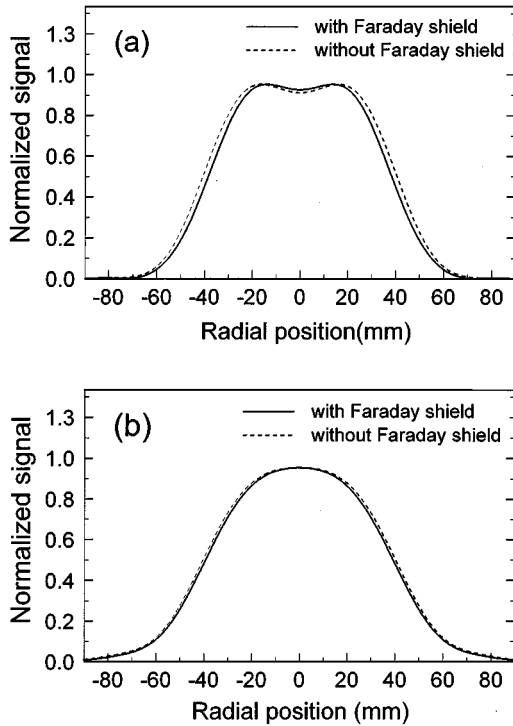 (a)
with Faraday shield
without Faraday shield
1.3
1.0
0.8
0.6
0.4
0.2
0.0
Normalized signal
-80 -60 -40 -20 0 20 40 60 80
Radial position(mm)
(b)
with Faraday shield
without Faraday shield
1.3
1.0
0.8
0.6
0.4
0.2
0.0
Normalized signal
-80 -60 -40 -20 0 20 40 60 80
Radial position (mm)